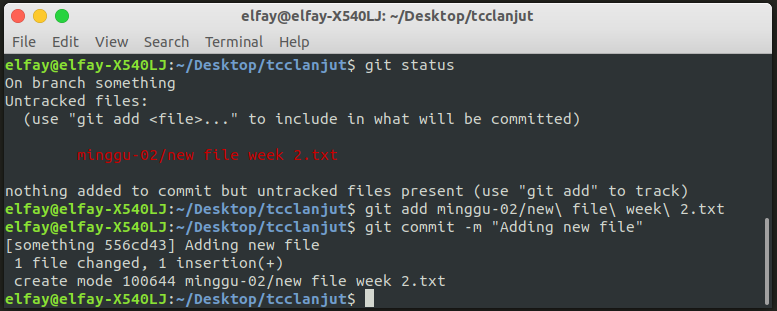 elfay@elfay-X540LJ: ~/Desktop/tcclanjut
File Edit View Search Terminal Help
elfay@elfay-X540LJ:~/Desktop/tcclanjut$ git status
On branch something
Untracked files:
  (use "git add <file>..." to include in what will be committed)
        minggu-02/new file week 2.txt
nothing added to commit but untracked files present (use "git add" to track)
elfay@elfay-X540LJ:~/Desktop/tcclanjut$ git add minggu-02/new\ file\ week\ 2.txt
elfay@elfay-X540LJ:~/Desktop/tcclanjut$ git commit -m "Adding new file"
[something 556cd43] Adding new file
 1 file changed, 1 insertion(+)
 create mode 100644 minggu-02/new file week 2.txt
elfay@elfay-X540LJ:~/Desktop/tcclanjut$